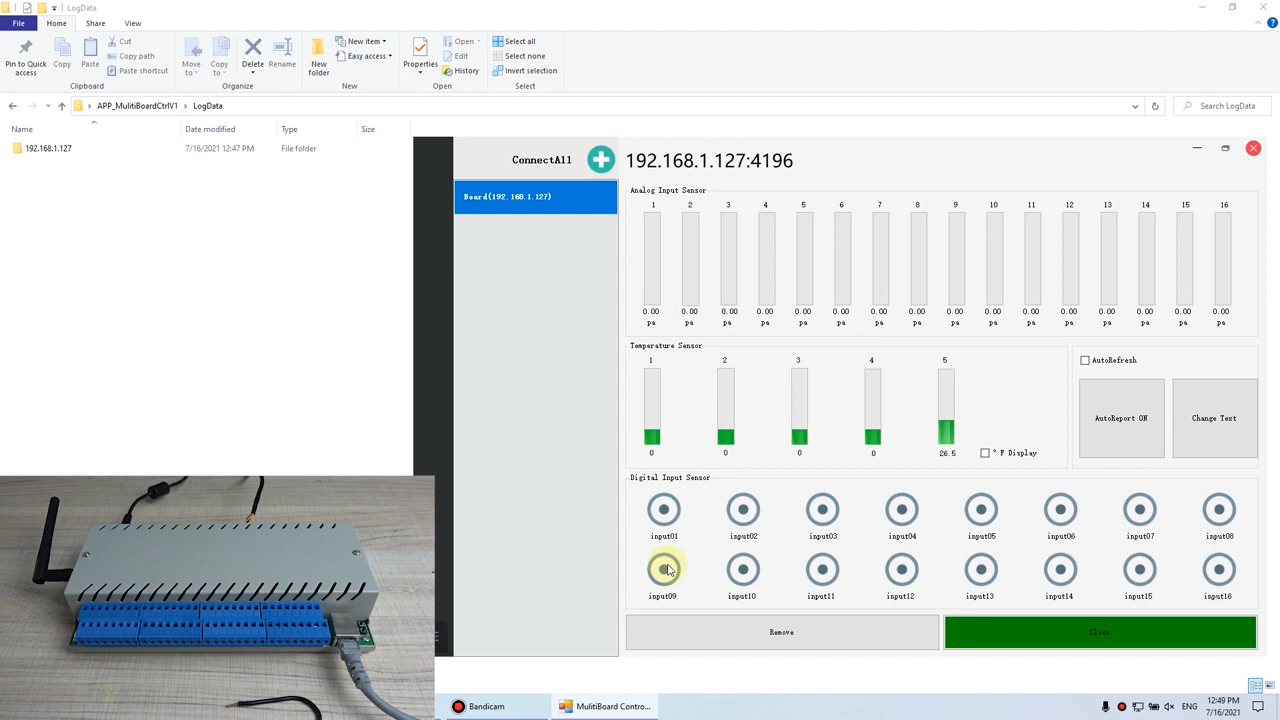 LogData
File Home Share View
Pin to Quick access
Copy
Paste
Cut
Copy path
Paste shortcut
Clipboard
Move to
Copy to
Delete
Rename
Organize
New folder
New item
Easy access
New
Properties
Open
Edit
History
Open
Select all
Select none
Invert selection
Select
APP_MulitiBoardCtrlV1 LogData
Search LogData
Name Date modified Type Size
192.168.1.127 7/16/2021 12:47 PM File folder
ConnectAll
Board(192.168.1.127)
192.168.1.127:4196
Analog Input Sensor
1 2 3 4 5 6 7 8 9 10 11 12 13 14 15 16
0.00 0.00 0.00 0.00 0.00 0.00 0.00 0.00 0.00 0.00 0.00 0.00 0.00 0.00 0.00 0.00
pa pa pa pa pa pa pa pa pa pa pa pa pa pa pa pa
Temperature Sensor
1 2 3 4 5
0 0 0 0 26.5
° F Display
AutoRefresh
AutoReport ON
Change Text
Digital Input Sensor
input01 input02 input03 input04 input05 input06 input07 input08
input09 input10 input11 input12 input13 input14 input15 input16
Remove
Close
Bandicam
MulitiBoard Contro...
ENG
12:49 PM
7/16/2021